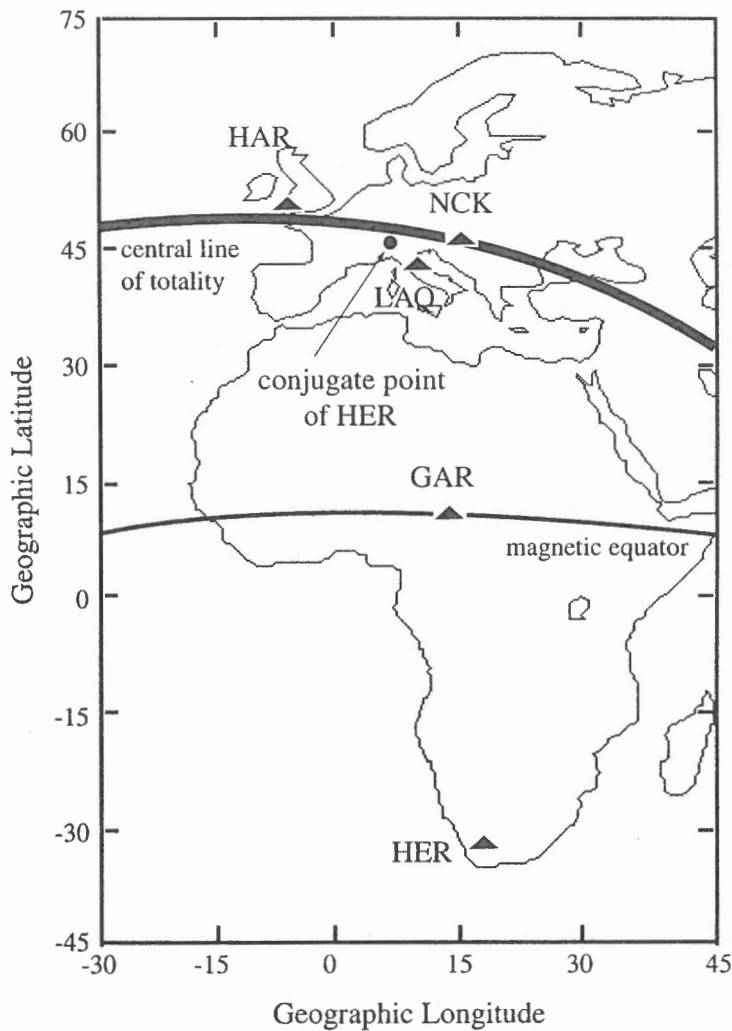 75
60
45
30
15
0
-15
-30
-45
Geographic Latitude
HAR
NCK
central line
of totality
LAQ
conjugate point
of HER
GAR
magnetic equator
HER
-30
-15
0
15
30
45
Geographic Longitude